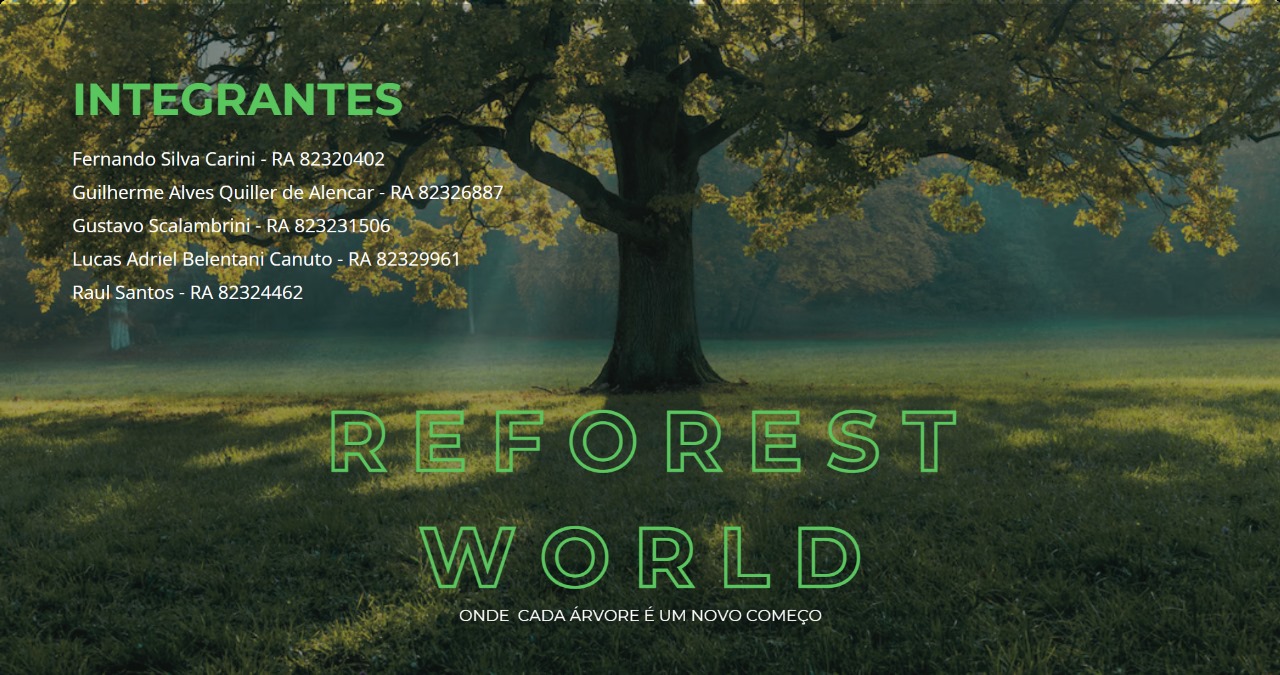 INTEGRANTES
Fernando Silva Carini - RA 82320402
Guilherme Alves Quiller de Alencar - RA 82326887
Gustavo Scalambrini - RA 823231506
Lucas Adriel Belentani Canuto - RA 82329961
Raul Santos - RA 82324462
REFOREST
WORLD
ONDE CADA ÁRVORE É UM NOVO COMEÇO